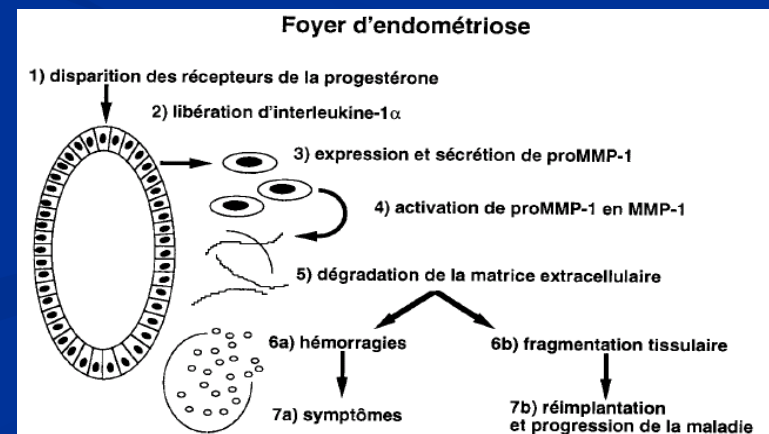 Foyer d'endométriose
1) disparition des récepteurs de la progestérone
2) libération d'interleukine-1α
3) expression et sécrétion de proMMP-1
4) activation de proMMP-1 en MMP-1
5) dégradation de la matrice extracellulaire
6a) hémorragies
6b) fragmentation tissulaire
7a) symptômes
7b) réimplantation
et progression de la maladie